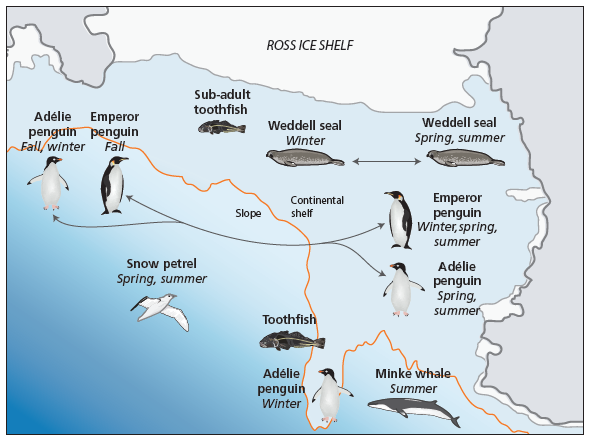 ROSS ICE SHELF
Sub-adult
toothfish
Adélie
penguin
Fall, winter
Emperor
penguin
Fall
Weddell seal
Winter
Weddell seal
Spring, summer
Slope
Continental
shelf
Emperor
penguin
Winter, spring,
summer
Snow petrel
Spring, summer
Adélie
penguin
Spring,
summer
Toothfish
Adélie
penguin
Winter
Minke whale
Summer